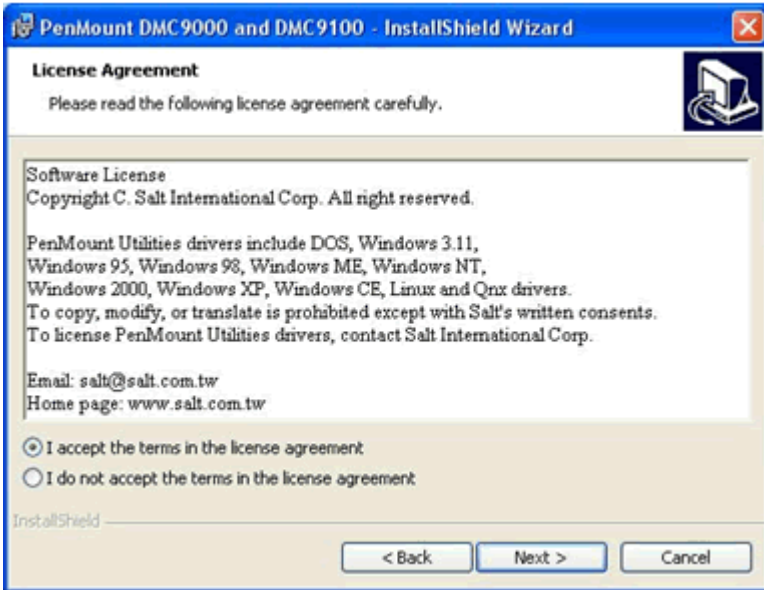 PenMount DMC9000 and DMC9100 - InstallShield Wizard
License Agreement
Please read the following license agreement carefully.
Software License
Copyright C. Salt International Corp. All right reserved.
PenMount Utilities drivers include DOS, Windows 3.11,
Windows 95, Windows 98, Windows ME, Windows NT,
Windows 2000, Windows XP, Windows CE, Linux and Qnx drivers.
To copy, modify, or translate is prohibited except with Salt's written consents.
To license PenMount Utilities drivers, contact Salt International Corp.
Email: salt@salt.com.tw
Home page: www.salt.com.tw
I accept the terms in the license agreement
I do not accept the terms in the license agreement
InstallShield
< Back
Next >
Cancel